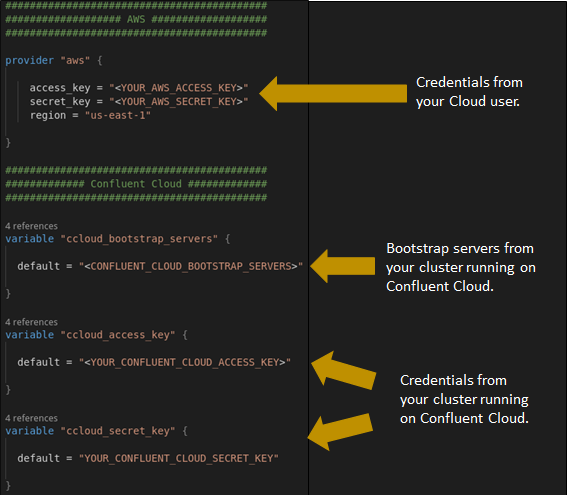 ###########################################
################### AWS ###################
###########################################
provider "aws" {
access_key = "<YOUR_AWS_ACCESS_KEY>"
secret_key = "<YOUR_AWS_SECRET_KEY>"
region = "us-east-1"
}
Credentials from
your Cloud user.
###########################################
############# Confluent Cloud #############
###########################################
4 references
variable "ccloud_bootstrap_servers" {
default = "<CONFLUENT_CLOUD_BOOTSTRAP_SERVERS>"
}
Bootstrap servers from
your cluster running on
Confluent Cloud.
4 references
variable "ccloud_access_key" {
default = "<YOUR_CONFLUENT_CLOUD_ACCESS_KEY>"
}
4 references
variable "ccloud_secret_key" {
default = "YOUR_CONFLUENT_CLOUD_SECRET_KEY"
}
Credentials from
your cluster running
on Confluent Cloud.